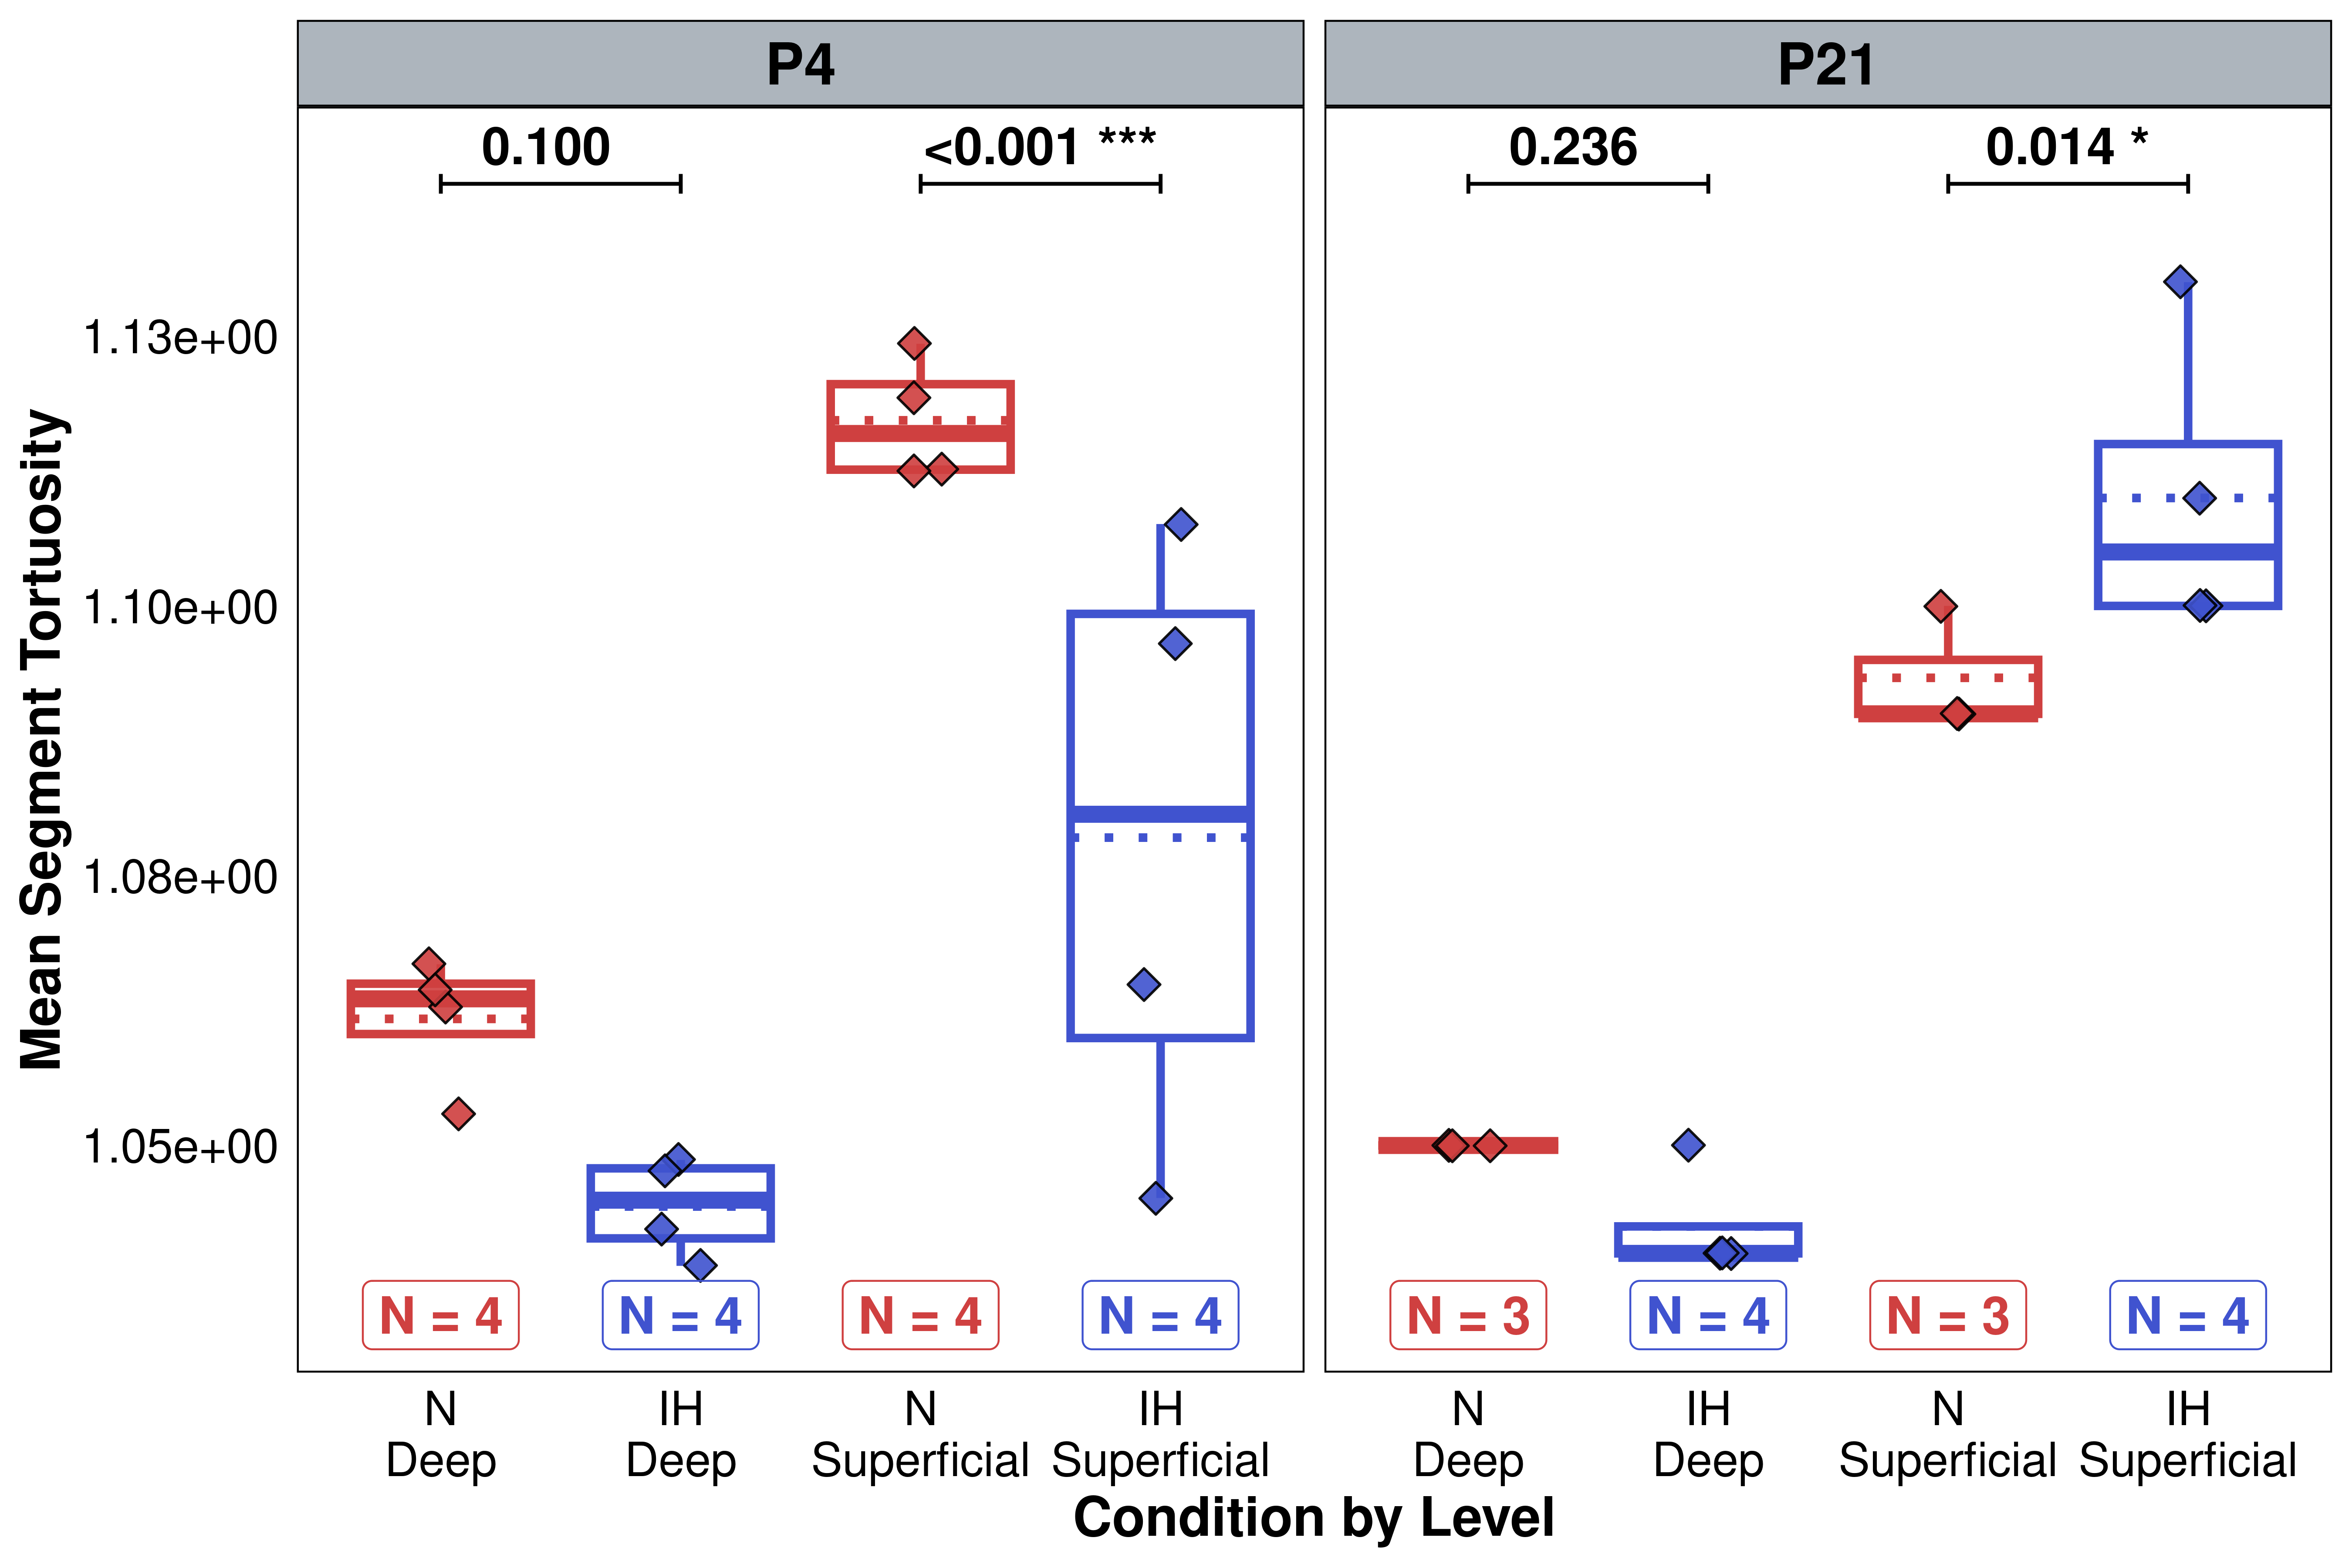 P4
P21
0.100
<0.001 ***
0.236
0.014 *
Mean Segment Tortuosity
1.13e+00
1.10e+00
1.08e+00
1.05e+00
N = 4
N = 4
N = 4
N = 4
N = 3
N = 4
N = 3
N = 4
N
Deep
IH
Deep
N
Superficial
IH
Superficial
N
Deep
IH
Deep
N
Superficial
IH
Superficial
Condition by Level